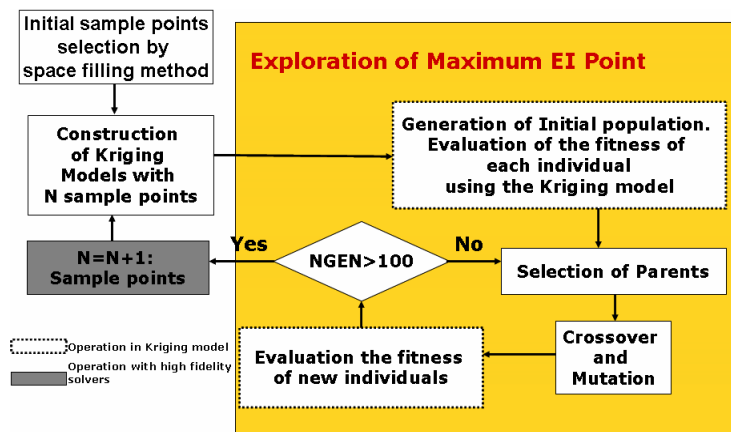 Initial sample points
selection by
space filling method
Exploration of Maximum EI Point
Construction
of Kriging
Models with
N sample points
Generation of Initial population.
Evaluation of the fitness of
each individual
using the Kriging model
Yes
No
N=N+1:
Sample points
NGEN>100
Selection of Parents
Crossover
and
Mutation
Evaluation the fitness
of new individuals
Operation in Kriging model
Operation with high fidelity
solvers